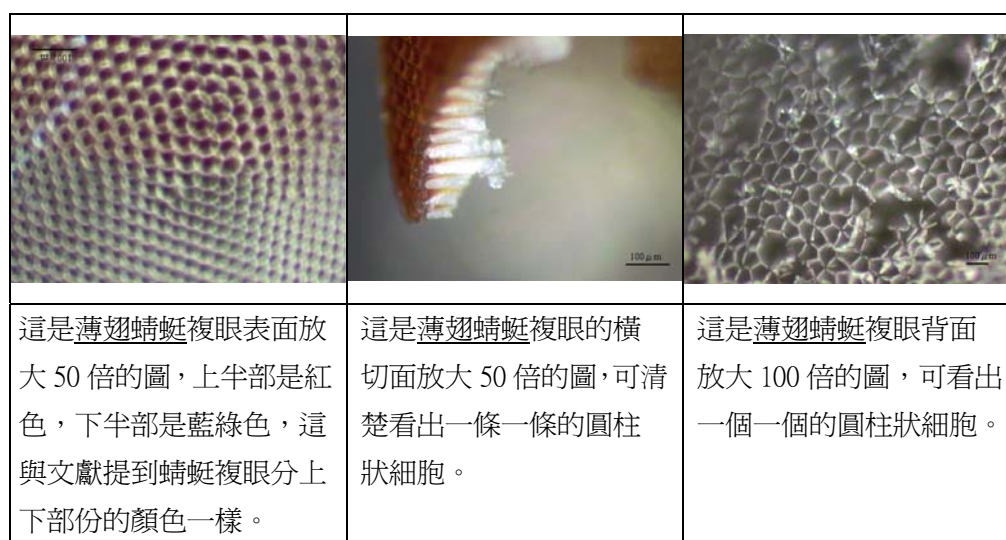 100μm
100μm
這是薄翅蜻蜓複眼表面放
大 50 倍的圖，上半部是紅
色，下半部是藍綠色，這
與文獻提到蜻蜓複眼分上
下部份的顏色一樣。
這是薄翅蜻蜓複眼的橫
切面放大 50 倍的圖，可清
楚看出一條一條的圓柱
狀細胞。
這是薄翅蜻蜓複眼背面
放大 100 倍的圖，可看出
一個一個的圓柱狀細胞。